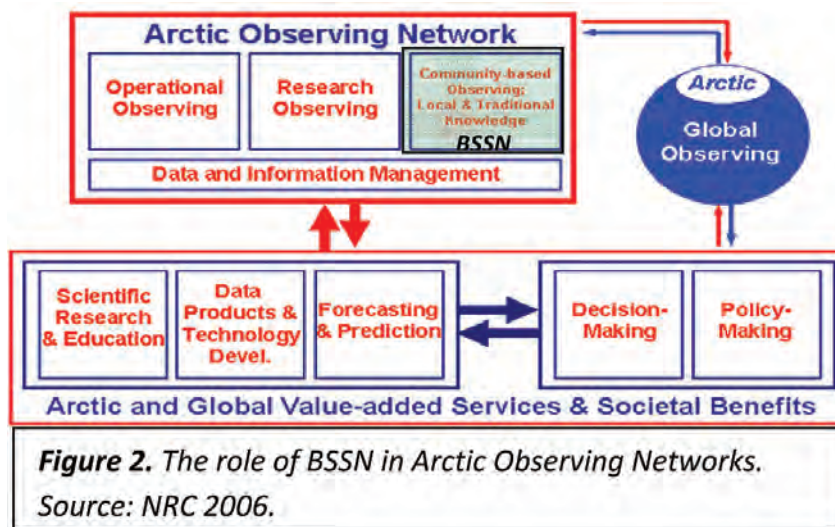 Arctic Observing Network
Operational
Observing
Research
Observing
Community-based
Observing;
Local & Traditional
Knowledge
BSSN
Data and Information Management
Arctic
Global
Observing
Scientific
Research
& Education
Data
Products &
Technology
Devel.
Forecasting
& Prediction
Decision-
Making
Policy-
Making
Arctic and Global Value-added Services & Societal Benefits
Figure 2. The role of BSSN in Arctic Observing Networks.
Source: NRC 2006.